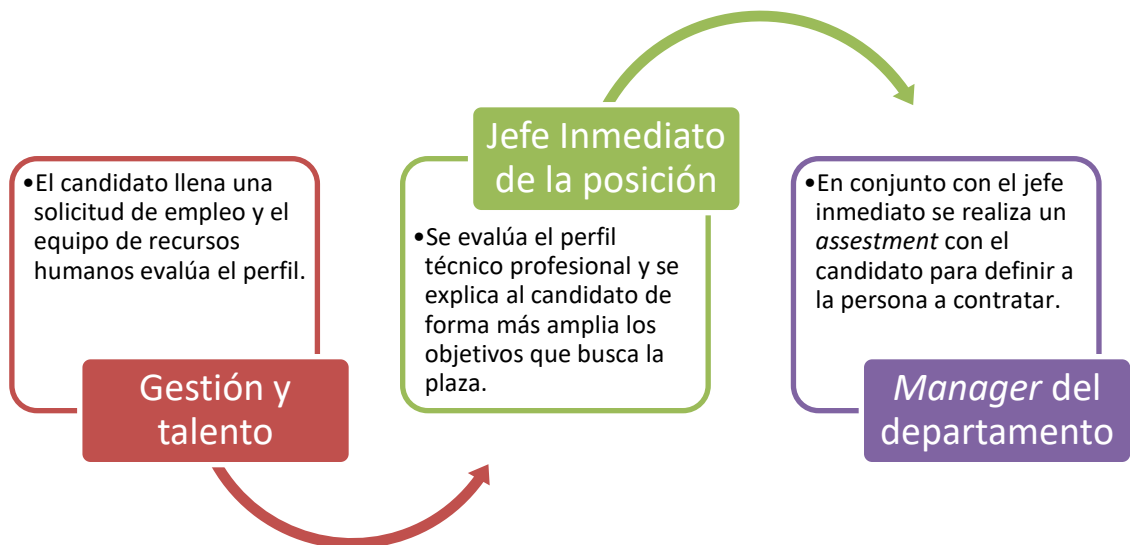 •El candidato llena una
solicitud de empleo y el
equipo de recursos
humanos evalúa el perfil.
Gestión y
talento
Jefe Inmediato
de la posición
•Se evalúa el perfil
técnico profesional y se
explica al candidato de
forma más amplia los
objetivos que busca la
plaza.
•En conjunto con el jefe
inmediato se realiza un
assestment con el
candidato para definir a
la persona a contratar.
Manager del
departamento